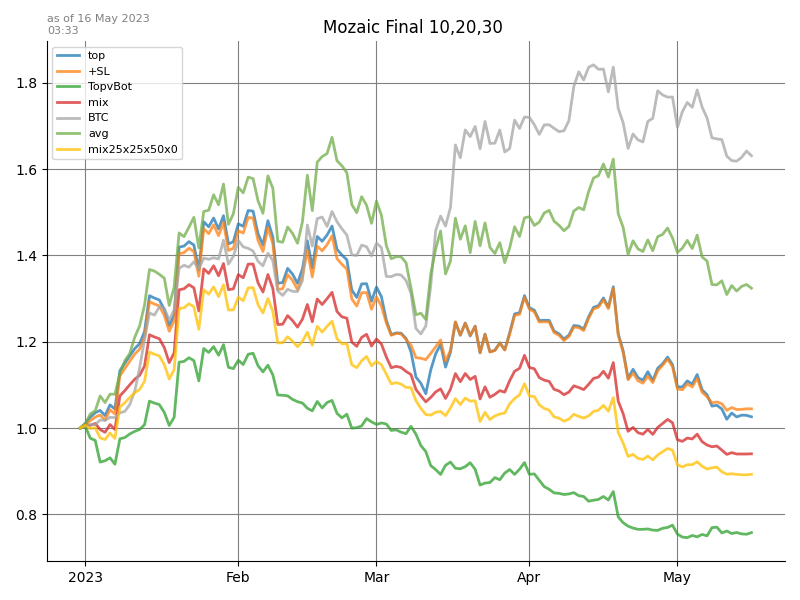 as of 16 May 2023
03:33
Mozaic Final 10,20,30
top
+SL
TopvBot
mix
BTC
avg
mix25x25x50x0
1.8
1.6
1.4
1.2
1.0
0.8
2023 Feb Mar Apr May